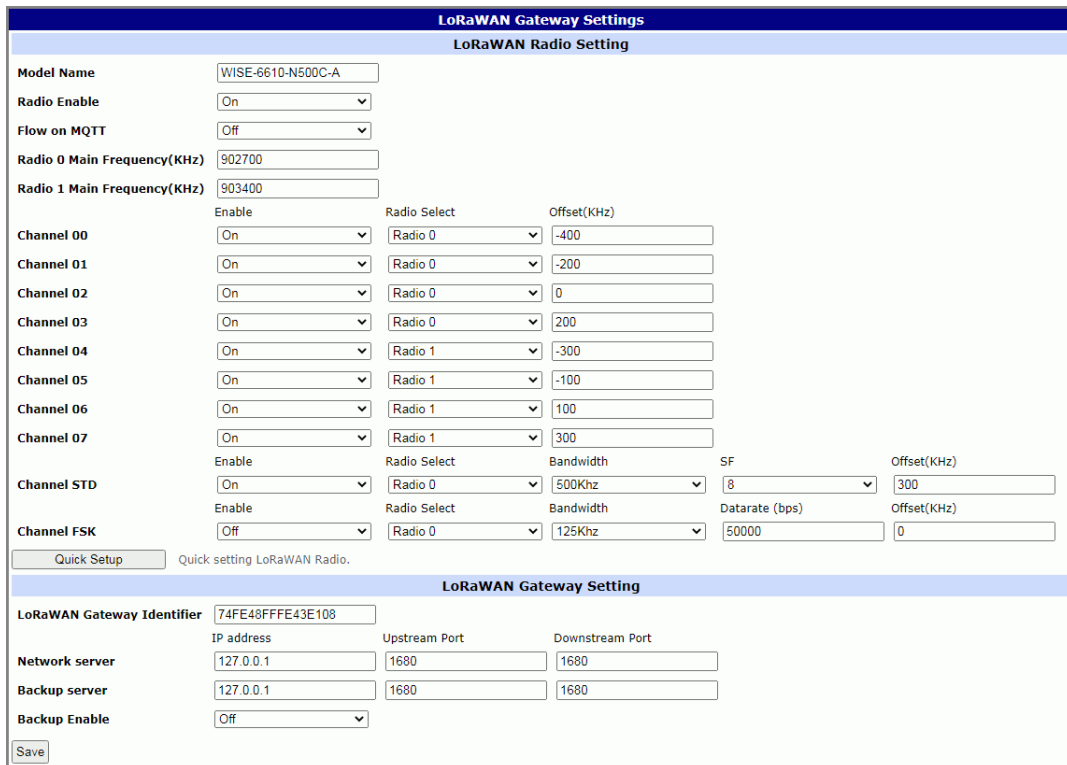 LoRaWAN Gateway Settings
LoRaWAN Radio Setting
Model Name WISE-6610-N500C-A
Radio Enable On
Flow on MQTT Off
Radio 0 Main Frequency(KHz) 902700
Radio 1 Main Frequency(KHz) 903400
Enable Radio Select Offset(KHz)
Channel 00 On Radio 0 -400
Channel 01 On Radio 0 -200
Channel 02 On Radio 0 0
Channel 03 On Radio 0 200
Channel 04 On Radio 1 -300
Channel 05 On Radio 1 -100
Channel 06 On Radio 1 100
Channel 07 On Radio 1 300
Enable Radio Select Bandwidth SF Offset(KHz)
Channel STD On Radio 0 500Khz 8 300
Enable Radio Select Bandwidth Datarate (bps) Offset(KHz)
Channel FSK Off Radio 0 125Khz 50000 0
Quick Setup Quick setting LoRaWAN Radio.
LoRaWAN Gateway Setting
LoRaWAN Gateway Identifier 74FE48FFFE43E108
IP address Upstream Port Downstream Port
Network server 127.0.0.1 1680 1680
Backup server 127.0.0.1 1680 1680
Backup Enable Off
Save